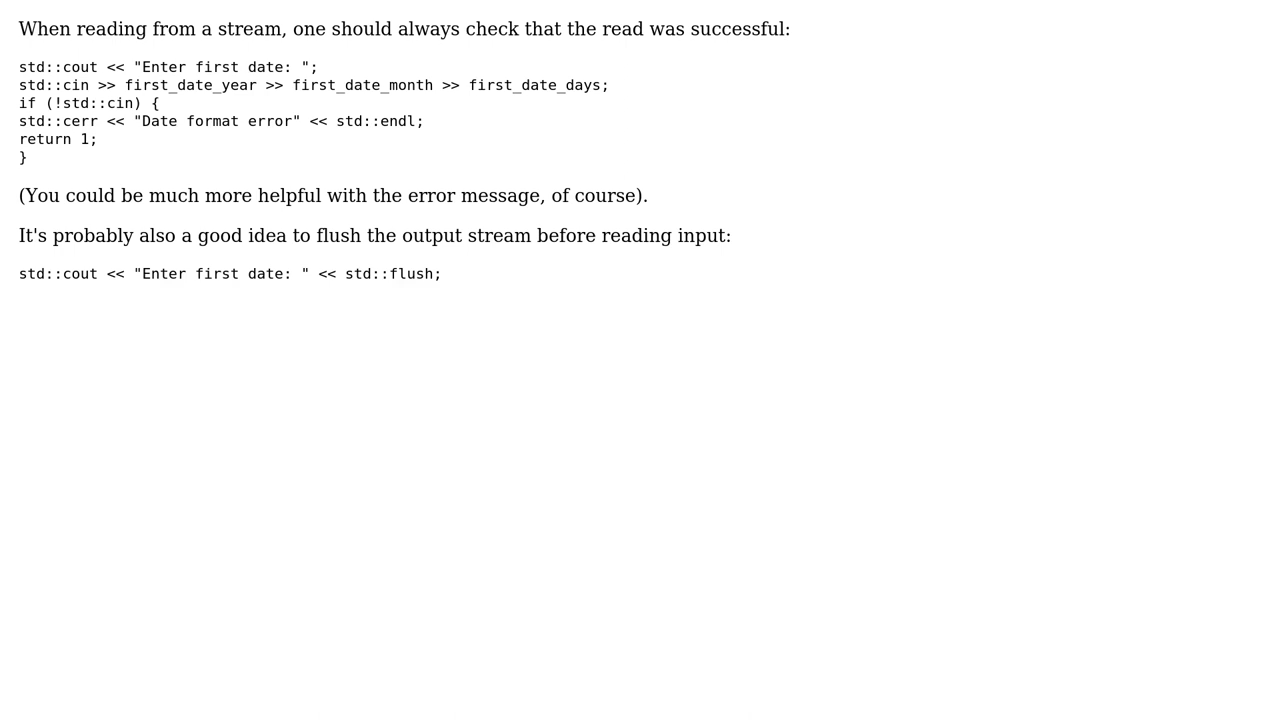 When reading from a stream, one should always check that the read was successful:
std::cout << "Enter first date: ";
std::cin >> first_date_year >> first_date_month >> first_date_days;
if (!std::cin) {
std::cerr << "Date format error" << std::endl;
return 1;
}
(You could be much more helpful with the error message, of course).
It's probably also a good idea to flush the output stream before reading input:
std::cout << "Enter first date: " << std::flush;